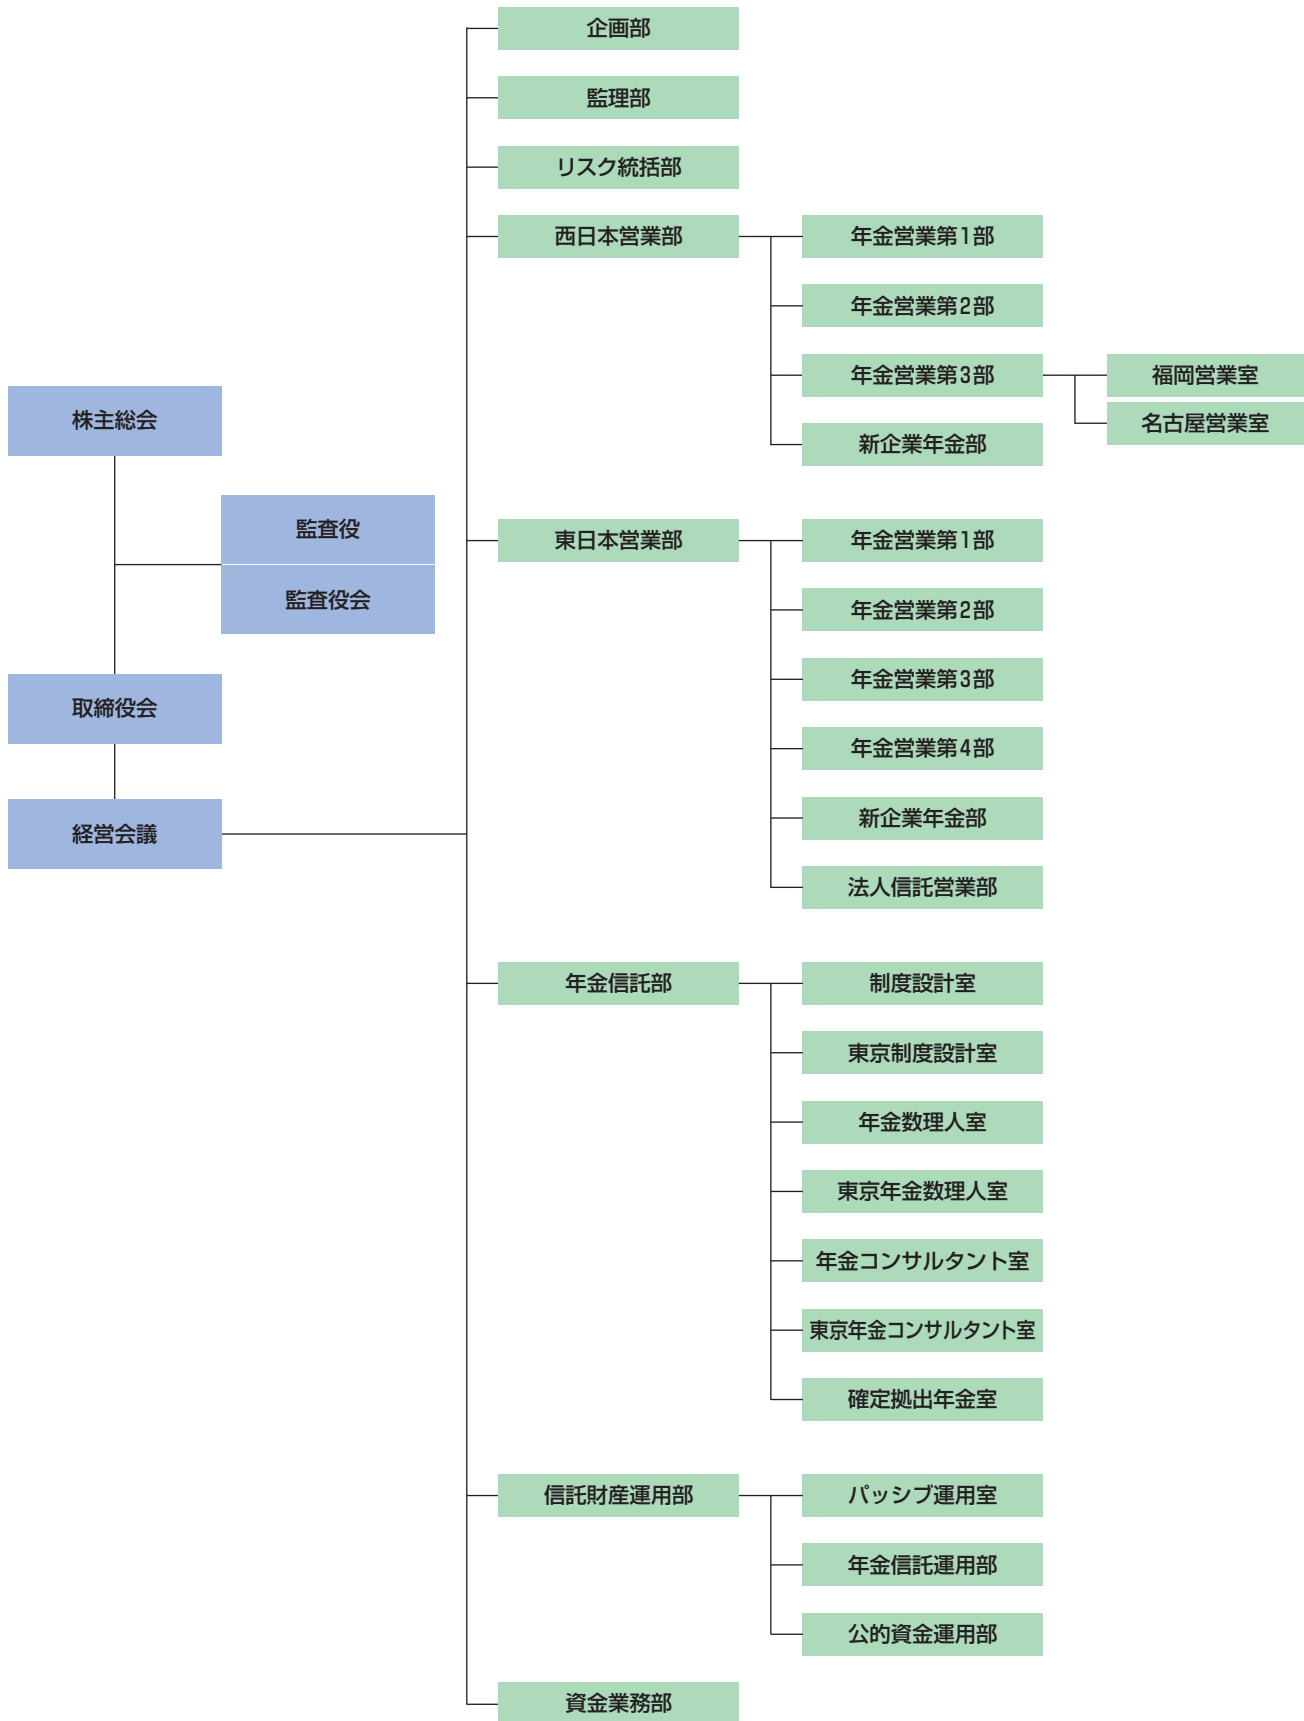 株主総会
監査役
監査役会
取締役会
経営会議
企画部
監理部
リスク統括部
西日本営業部
年金営業第1部
年金営業第2部
年金営業第3部
福岡営業室
名古屋営業室
新企業年金部
東日本営業部
年金営業第1部
年金営業第2部
年金営業第3部
年金営業第4部
新企業年金部
法人信託営業部
年金信託部
制度設計室
東京制度設計室
年金数理人室
東京年金数理人室
年金コンサルタント室
東京年金コンサルタント室
確定拠出年金室
信託財産運用部
パッシブ運用室
年金信託運用部
公的資金運用部
資金業務部